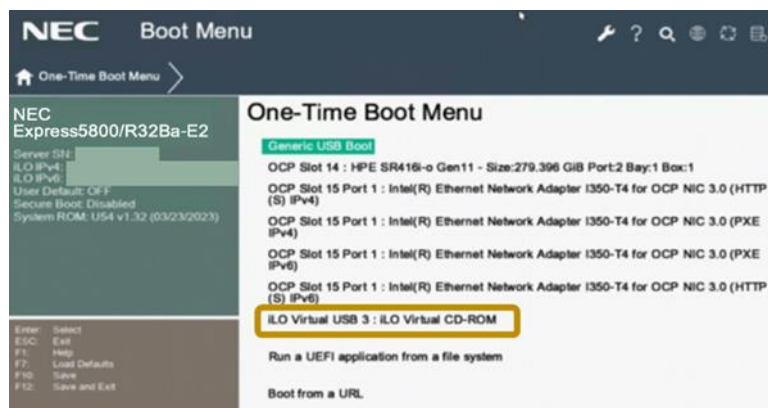 NEC Boot Menu
One-Time Boot Menu
NEC
Express5800/R32Ba-E2
Server SN:
iLO IPv4:
iLO IPv6:
User Default: OFF
Secure Boot: Disabled
System ROM: U54 v1.32 (03/23/2023)
Enter: Select
ESC: Exit
F1: Help
F7: Load Defaults
F10: Save
F12: Save and Exit
One-Time Boot Menu
Generic USB Boot
OCP Slot 14 : HPE SR416i-o Gen11 - Size:279.396 GiB Port:2 Bay:1 Box:1
OCP Slot 15 Port 1 : Intel(R) Ethernet Network Adapter I350-T4 for OCP NIC 3.0 (HTTP
(S) IPv4)
OCP Slot 15 Port 1 : Intel(R) Ethernet Network Adapter I350-T4 for OCP NIC 3.0 (PXE
IPv4)
OCP Slot 15 Port 1 : Intel(R) Ethernet Network Adapter I350-T4 for OCP NIC 3.0 (PXE
IPv6)
OCP Slot 15 Port 1 : Intel(R) Ethernet Network Adapter I350-T4 for OCP NIC 3.0 (HTTP
(S) IPv6)
iLO Virtual USB 3 : iLO Virtual CD-ROM
Run a UEFI application from a file system
Boot from a URL